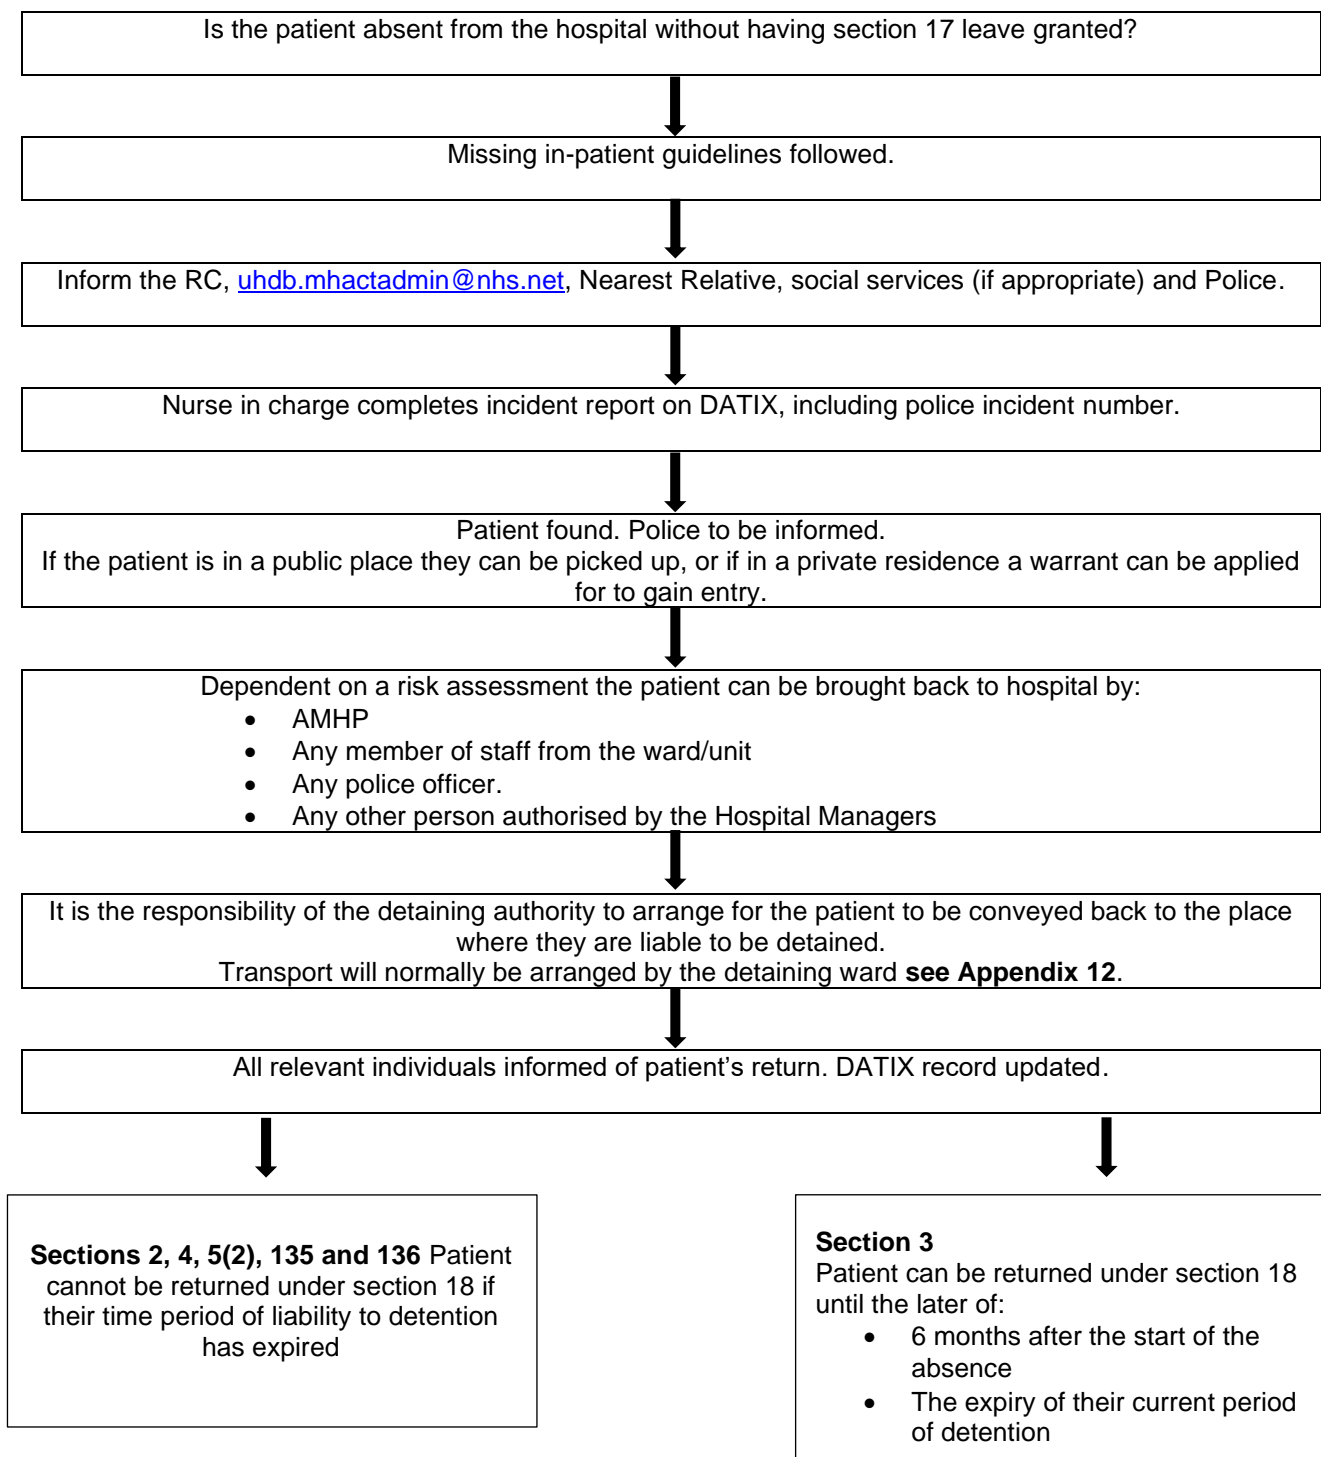 Is the patient absent from the hospital without having section 17 leave granted?
Missing in-patient guidelines followed.
Inform the RC, uhdb.mhactadmin@nhs.net, Nearest Relative, social services (if appropriate) and Police.
Nurse in charge completes incident report on DATIX, including police incident number.
Patient found. Police to be informed.
If the patient is in a public place they can be picked up, or if in a private residence a warrant can be applied
for to gain entry.
Dependent on a risk assessment the patient can be brought back to hospital by:
• AMHP
• Any member of staff from the ward/unit
• Any police officer.
• Any other person authorised by the Hospital Managers
It is the responsibility of the detaining authority to arrange for the patient to be conveyed back to the place
where they are liable to be detained.
Transport will normally be arranged by the detaining ward see Appendix 12.
All relevant individuals informed of patient's return. DATIX record updated.
Sections 2, 4, 5(2), 135 and 136 Patient
cannot be returned under section 18 if
their time period of liability to detention
has expired
Section 3
Patient can be returned under section 18
until the later of:
• 6 months after the start of the
absence
• The expiry of their current period
of detention